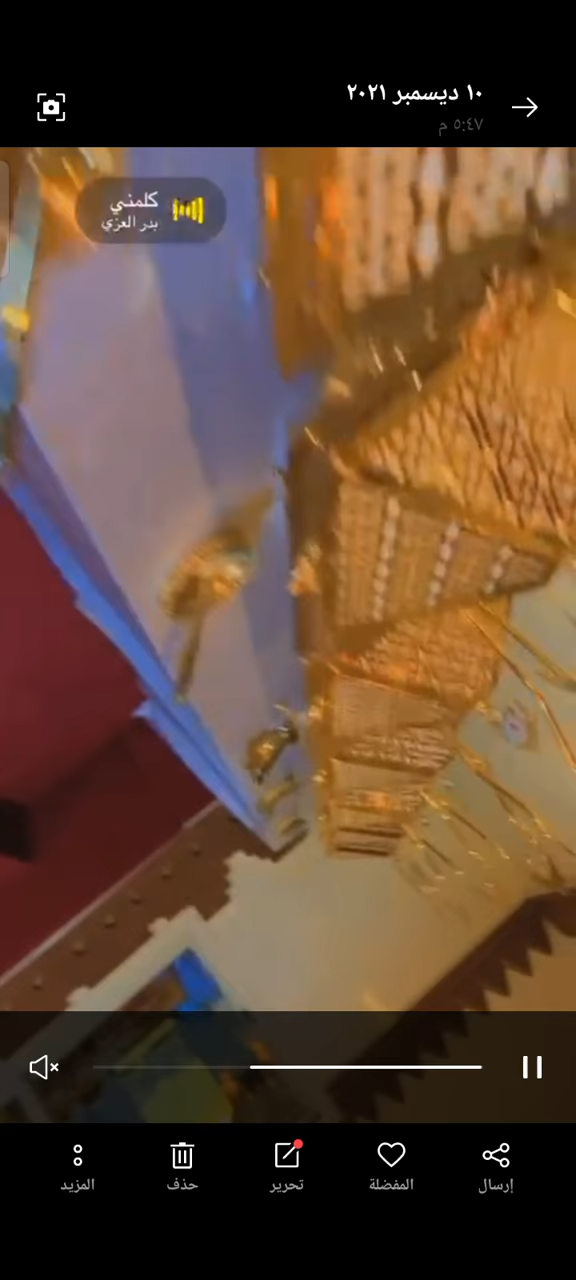 ١٠ ديسمبر ٢٠٢١
٥:٤٧ م
كلمني
بدر العزي
إرسال
المفضلة
تحرير
حذف
المزيد